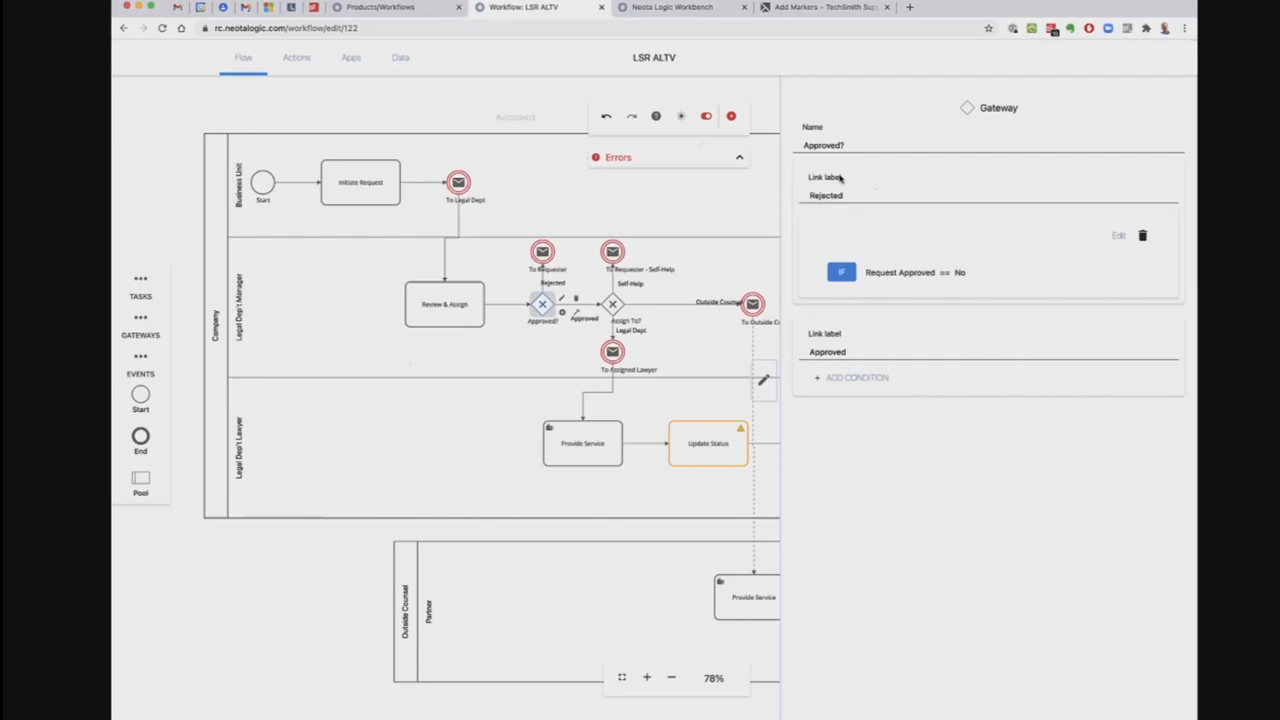 Products/Workflows
Workflow: LSR ALTV
Neota Logic Workbench
Add Markers – TechSmith Sup
rc.neotalogic.com/workflow/edit/122
Flow
Actions
Apps
Data
LSR ALTV
Autosaved
Errors
Gateway
Name
Approved?
Link label
Rejected
Edit
IF
Request Approved == No
Link label
Approved
+ ADD CONDITION
TASKS
GATEWAYS
EVENTS
Start
End
Pool
Company
Business Unit
Start
Initiate Request
To Legal Dept
Legal Dep't Manager
Review & Assign
To Requester
Rejected
Approved?
Approved
To Requester - Self-Help
Self-Help
Assign To?
Legal Dept
Outside Counsel
To Outside Co
To Assigned Lawyer
Legal Dep't Lawyer
Provide Service
Update Status
Outside Counsel
Partner
Provide Service
78%